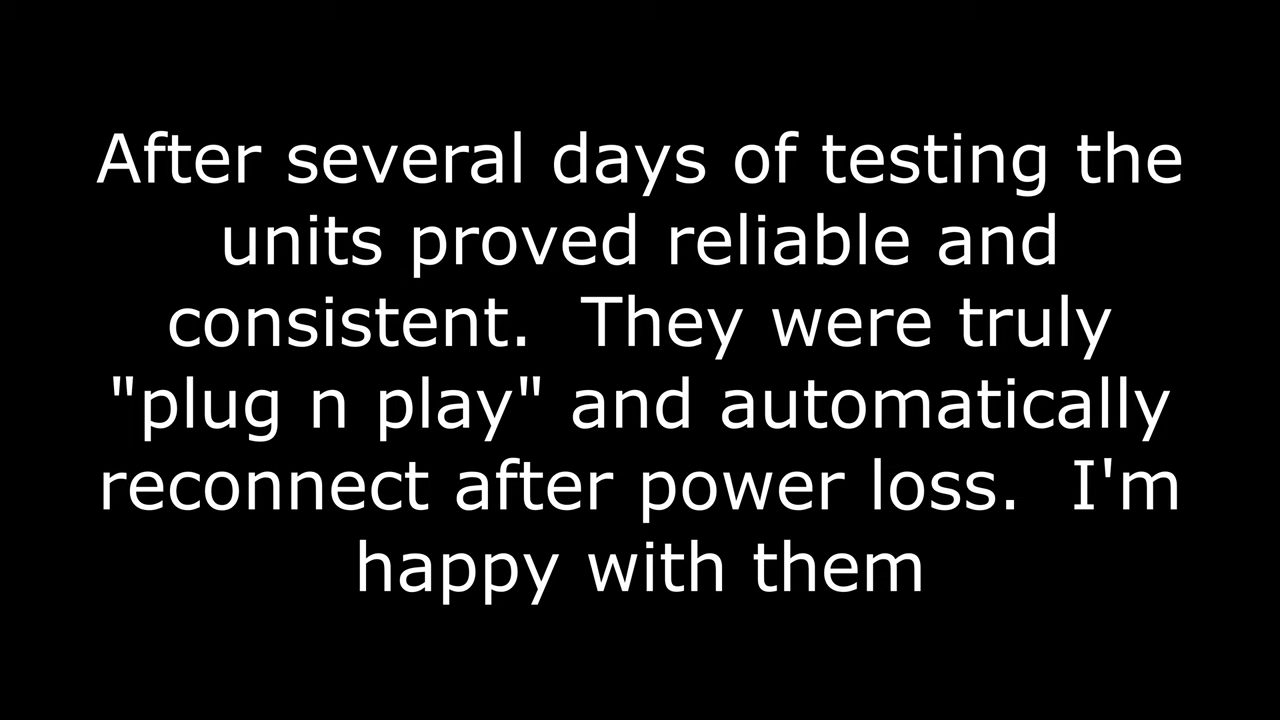 After several days of testing the
units proved reliable and
consistent.  They were truly
"plug n play" and automatically
reconnect after power loss.  I'm
happy with them